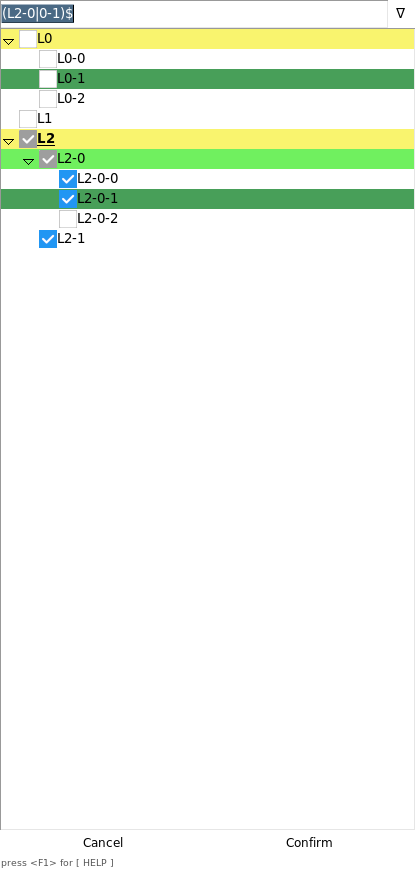 (L2-0|0-1)$ ∇
L0
L0-0
L0-1
L0-2
L1
L2
L2-0
L2-0-0
L2-0-1
L2-0-2
L2-1
Cancel Confirm
press <F1> for [ HELP ]